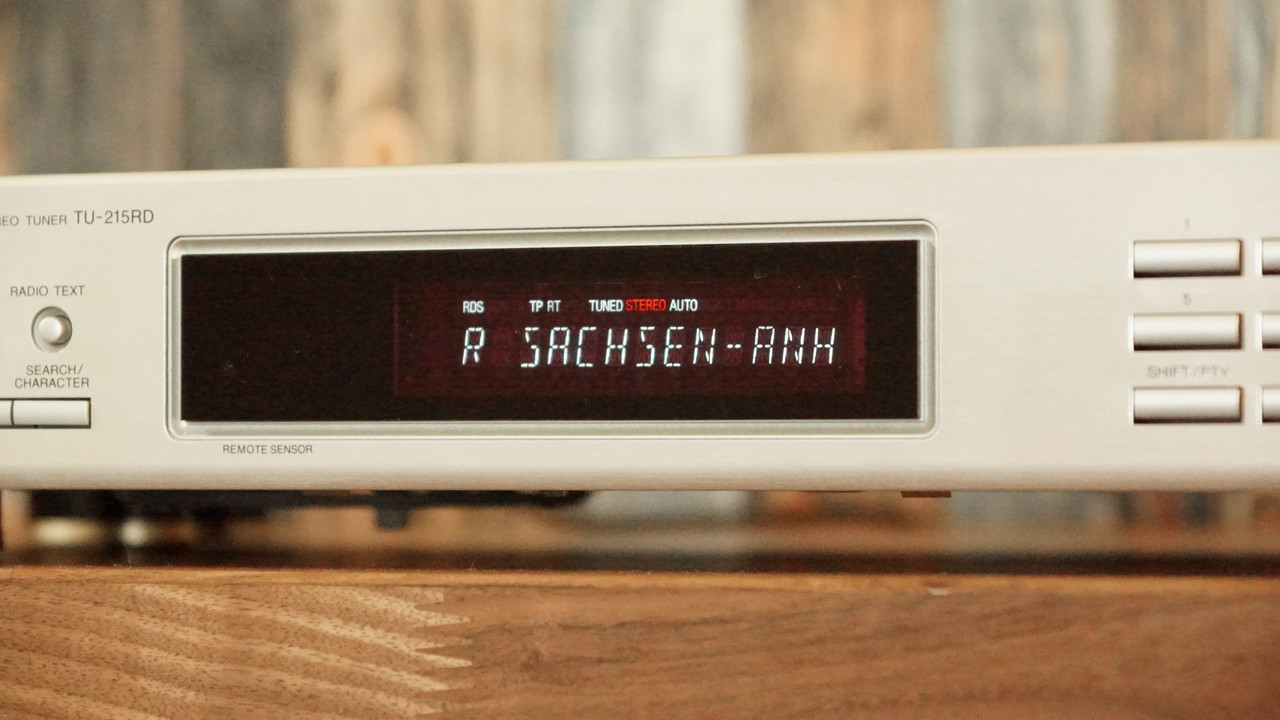 EO TUNER TU-215RD
RADIO TEXT
SEARCH/
CHARACTER
RDS TP RT TUNED STEREO AUTO
R SACHSEN-ANH
REMOTE SENSOR
1
5
SHIFT/PTY